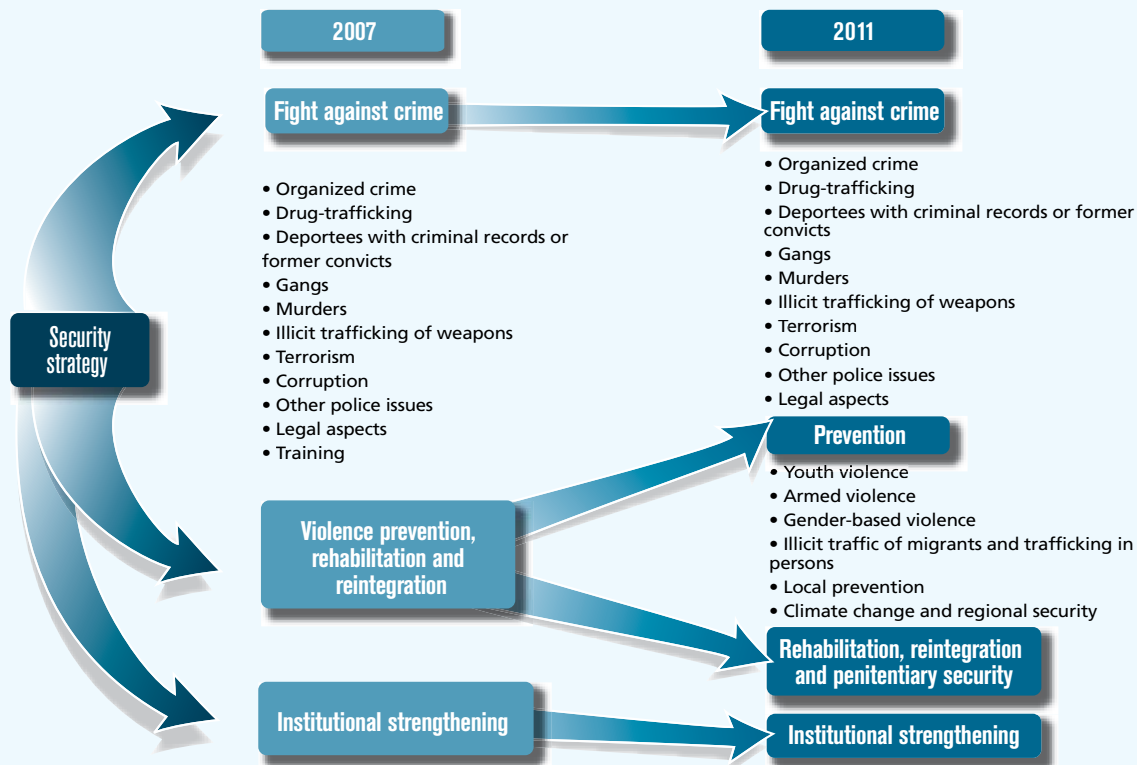 2007
2011
Fight against crime
Fight against crime
• Organized crime
• Drug-trafficking
• Deportees with criminal records or
former convicts
• Gangs
• Murders
• Illicit trafficking of weapons
• Terrorism
• Corruption
• Other police issues
• Legal aspects
• Training
• Organized crime
• Drug-trafficking
• Deportees with criminal records or former
convicts
• Gangs
• Murders
• Illicit trafficking of weapons
• Terrorism
• Corruption
• Other police issues
• Legal aspects
Security
strategy
Prevention
• Youth violence
• Armed violence
• Gender-based violence
• Illicit traffic of migrants and trafficking in
persons
• Local prevention
• Climate change and regional security
Violence prevention,
rehabilitation and
reintegration
Rehabilitation, reintegration
and penitentiary security
Institutional strengthening
Institutional strengthening